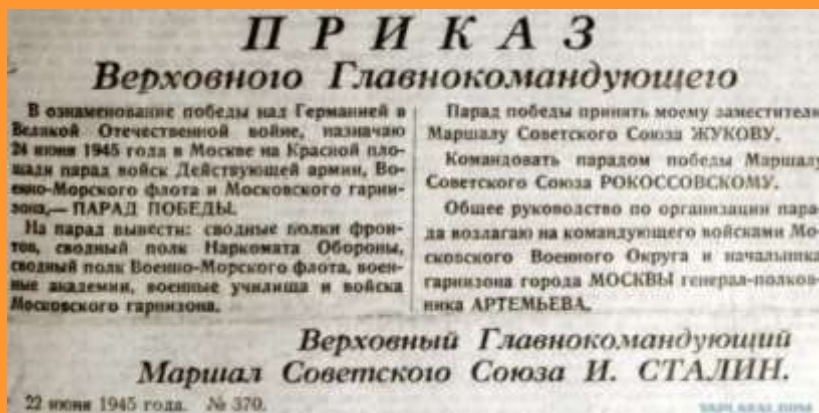 ПРИКАЗ
Верховного Главнокомандующего
В ознаменование победы над Германией в
Великой Отечественной войне, назначаю
24 июня 1945 года в Москве на Красной пло-
щади парад войск Действующей армии, Во-
енно-Морского флота и Московского гарни-
зона,— ПАРАД ПОБЕДЫ.
На парад вывести: сводные полки фрон-
тов, сводный полк Наркомата Обороны,
сводный полк Военно-Морского флота, воен-
ные академии, военные училища и войска
Московского гарнизона.
Парад победы принять моему заместителю
Маршалу Советского Союза ЖУКОВУ.
Командовать парадом победы Маршалу
Советского Союза РОКОССОВСКОМУ.
Общее руководство по организации пара-
да возлагаю на командующего войсками Мо-
сковского Военного Округа и начальника
гарнизона города МОСКВЫ генерал-полков-
ника АРТЕМЬЕВА.
Верховный Главнокомандующий
Маршал Советского Союза И. СТАЛИН.
22 июня 1945 года. № 370.